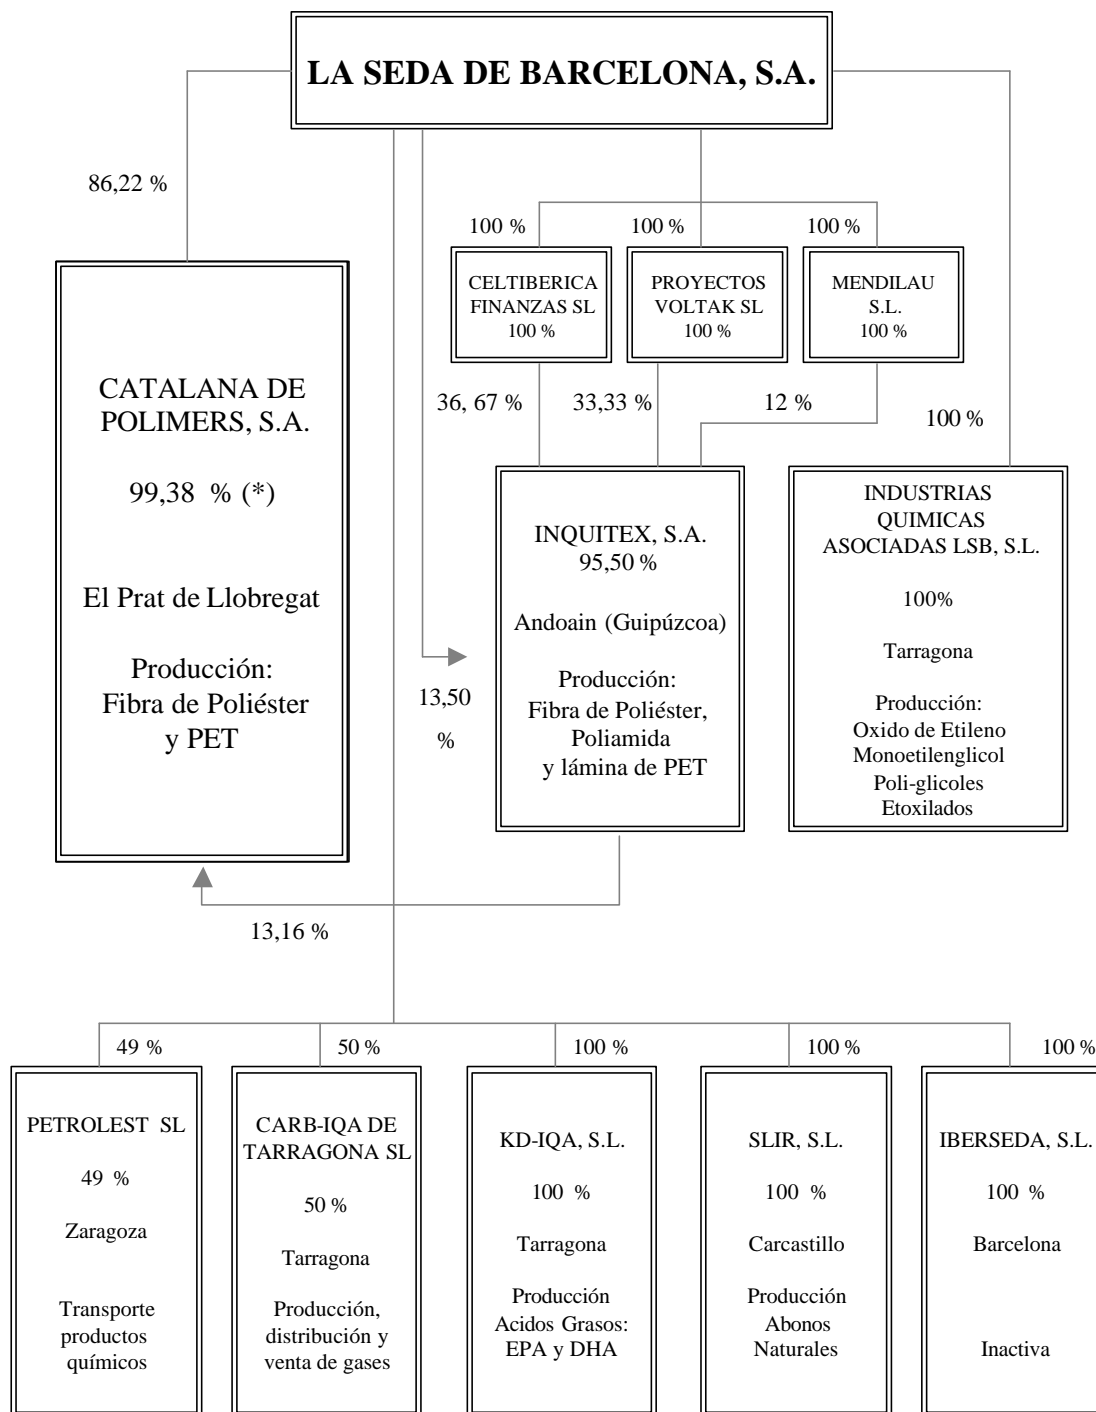 LA SEDA DE BARCELONA, S.A.
86,22 %
100 %
100 %
100 %
CELTIBERICA
FINANZAS SL
100 %
PROYECTOS
VOLTAK SL
100 %
MENDILAU
S.L.
100 %
36, 67 %
33,33 %
12 %
100 %
CATALANA DE
POLIMERS, S.A.
99,38 % (*)
El Prat de Llobregat
Producción:
Fibra de Poliéster
y PET
13,50
%
INQUITEX, S.A.
95,50 %
Andoain (Guipúzcoa)
Producción:
Fibra de Poliéster,
Poliamida
y lámina de PET
INDUSTRIAS
QUIMICAS
ASOCIADAS LSB, S.L.
100%
Tarragona
Producción:
Oxido de Etileno
Monoetilenglicol
Poli-glicoles
Etoxilados
13,16 %
49 %
50 %
100 %
100 %
100 %
PETROLEST SL
49 %
Zaragoza
Transporte
productos
químicos
CARB-IQA DE
TARRAGONA SL
50 %
Tarragona
Producción,
distribución y
venta de gases
KD-IQA, S.L.
100 %
Tarragona
Producción
Acidos Grasos:
EPA y DHA
SLIR, S.L.
100 %
Carcastillo
Producción
Abonos
Naturales
IBERSEDA, S.L.
100 %
Barcelona
Inactiva